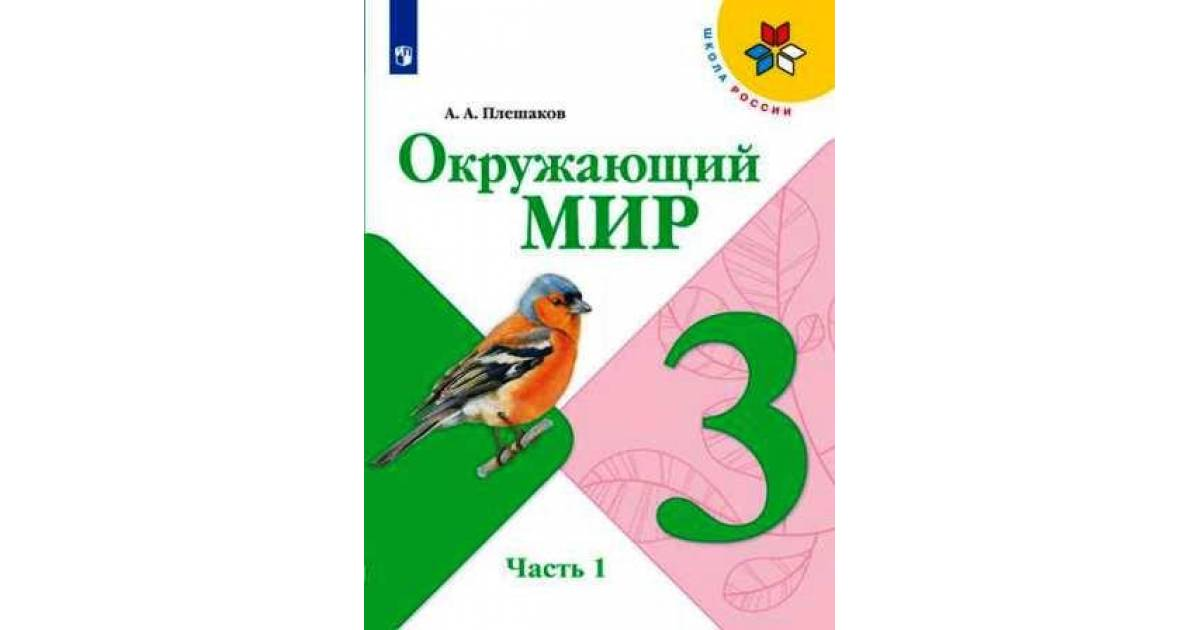 ШКОЛА РОССИИ
А. А. Плешаков
Окружающий
МИР
3
Часть 1